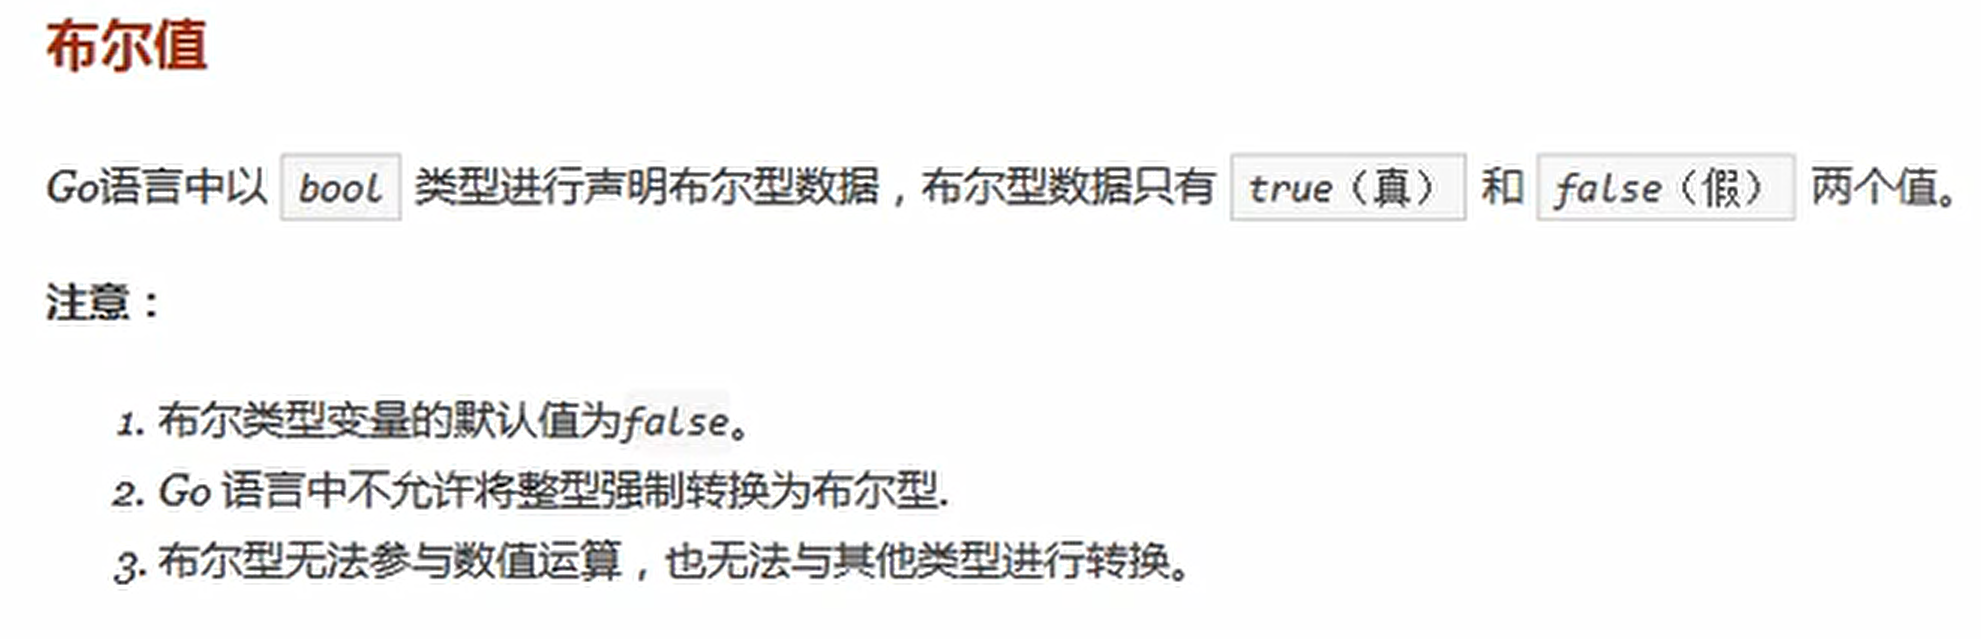 布尔值
Go语言中以 bool 类型进行声明布尔型数据，布尔型数据只有 true（真） 和 false（假） 两个值。
注意：
1. 布尔类型变量的默认值为false。
2. Go 语言中不允许将整型强制转换为布尔型.
3. 布尔型无法参与数值运算，也无法与其他类型进行转换。